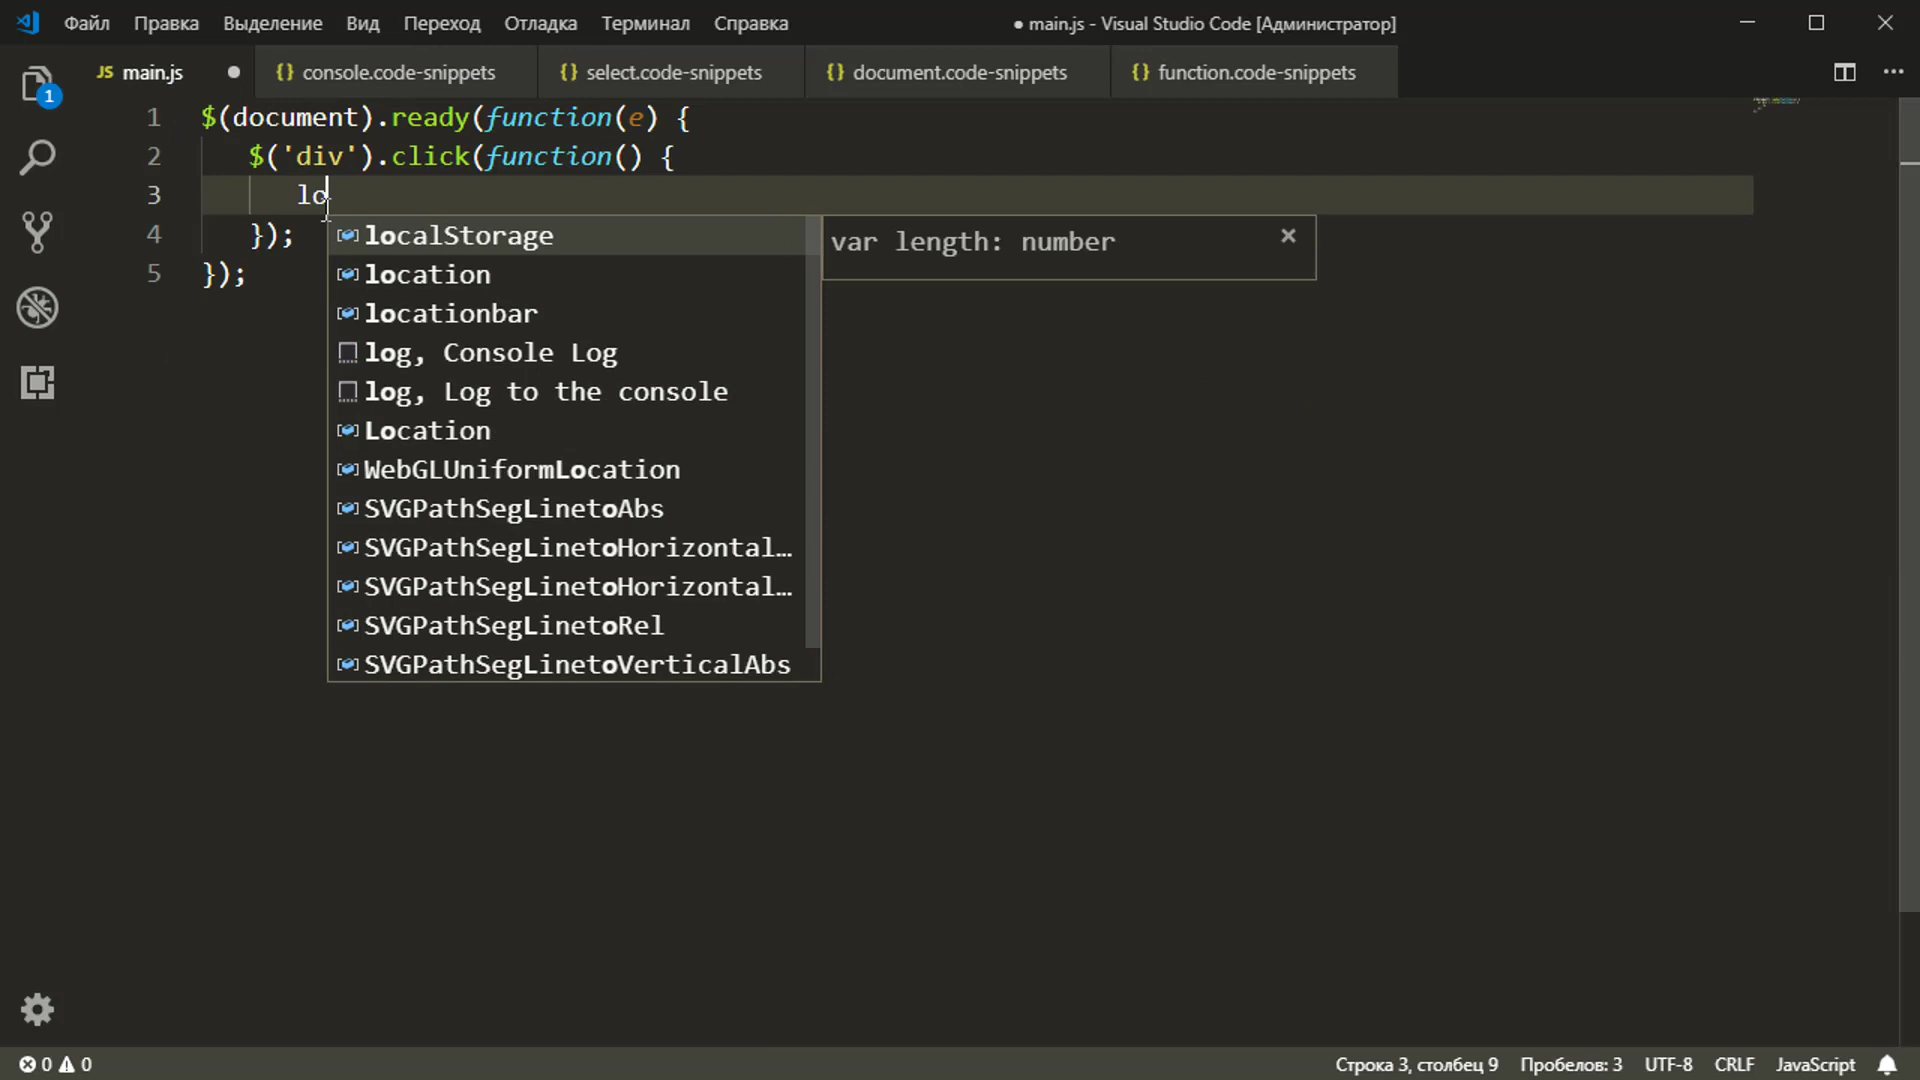 Файл Правка Выделение Вид Переход Отладка Терминал Справка ● main.js - Visual Studio Code [Администратор]
JS main.js ● {} console.code-snippets {} select.code-snippets {} document.code-snippets {} function.code-snippets
1
1 $(document).ready(function(e) {
2 $('div').click(function() {
3 lo
4 });
5 });
localStorage
location
locationbar
log, Console Log
log, Log to the console
Location
WebGLUniformLocation
SVGPathSegLinetoAbs
SVGPathSegLinetoHorizontal…
SVGPathSegLinetoHorizontal…
SVGPathSegLinetoRel
SVGPathSegLinetoVerticalAbs
var length: number
0 0 Строка 3, столбец 9 Пробелов: 3 UTF-8 CRLF JavaScript